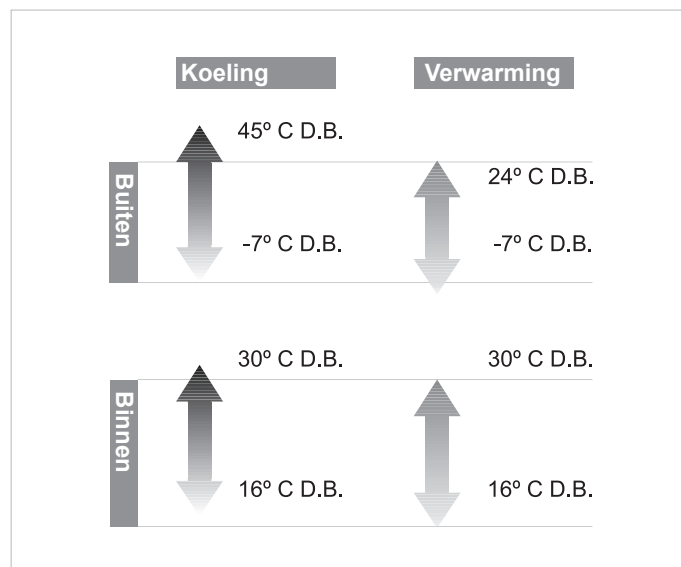 Koeling Verwarming
45º C D.B.
24º C D.B.
Buiten
-7º C D.B. -7º C D.B.
30º C D.B. 30º C D.B.
Binnen
16º C D.B. 16º C D.B.